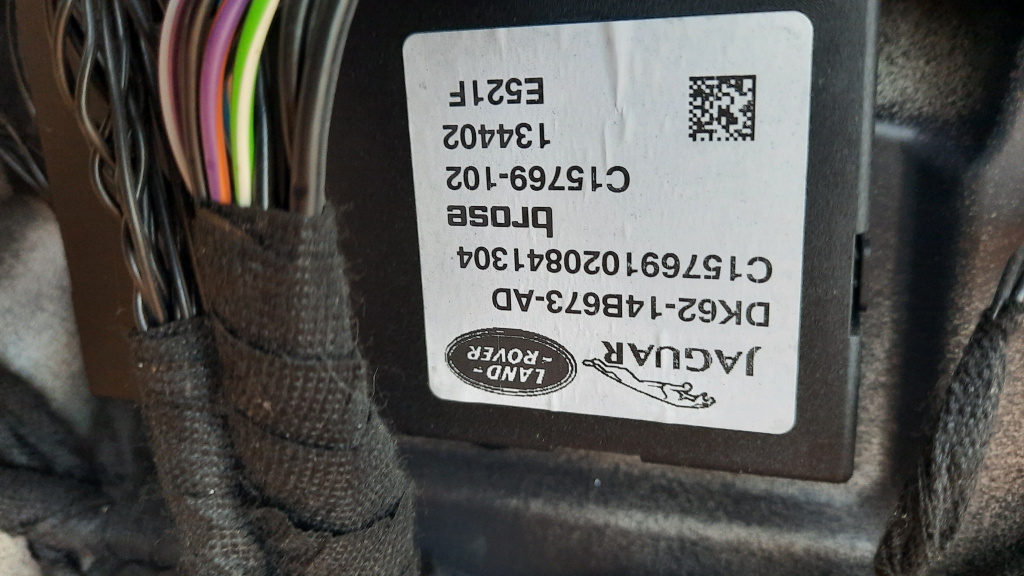 JAGUAR
LAND-
-ROVER
DK62-14B673-AD
C157691020841304
brose
C15769-102
134402
E521F